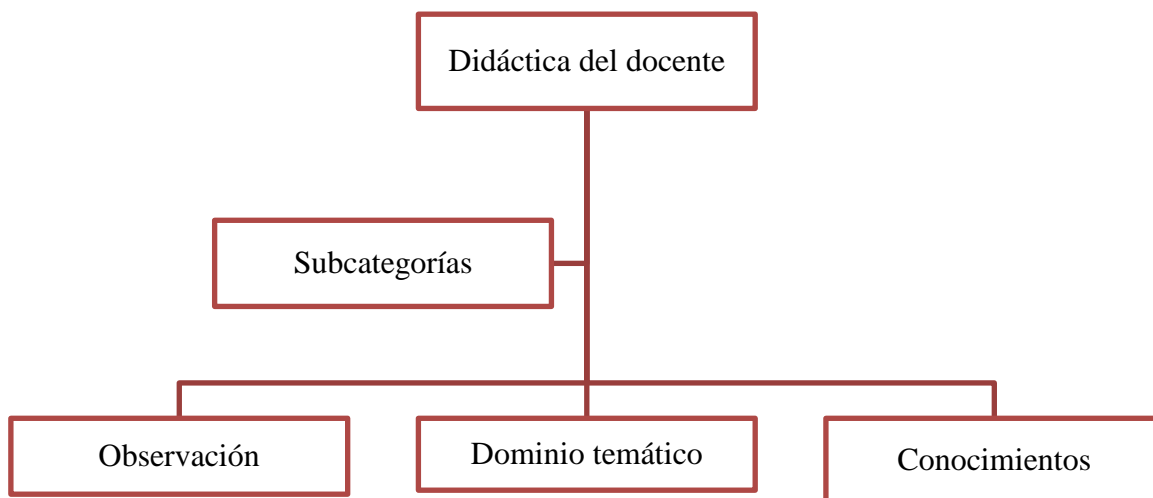 Didáctica del docente
Subcategorías
Observación
Dominio temático
Conocimientos